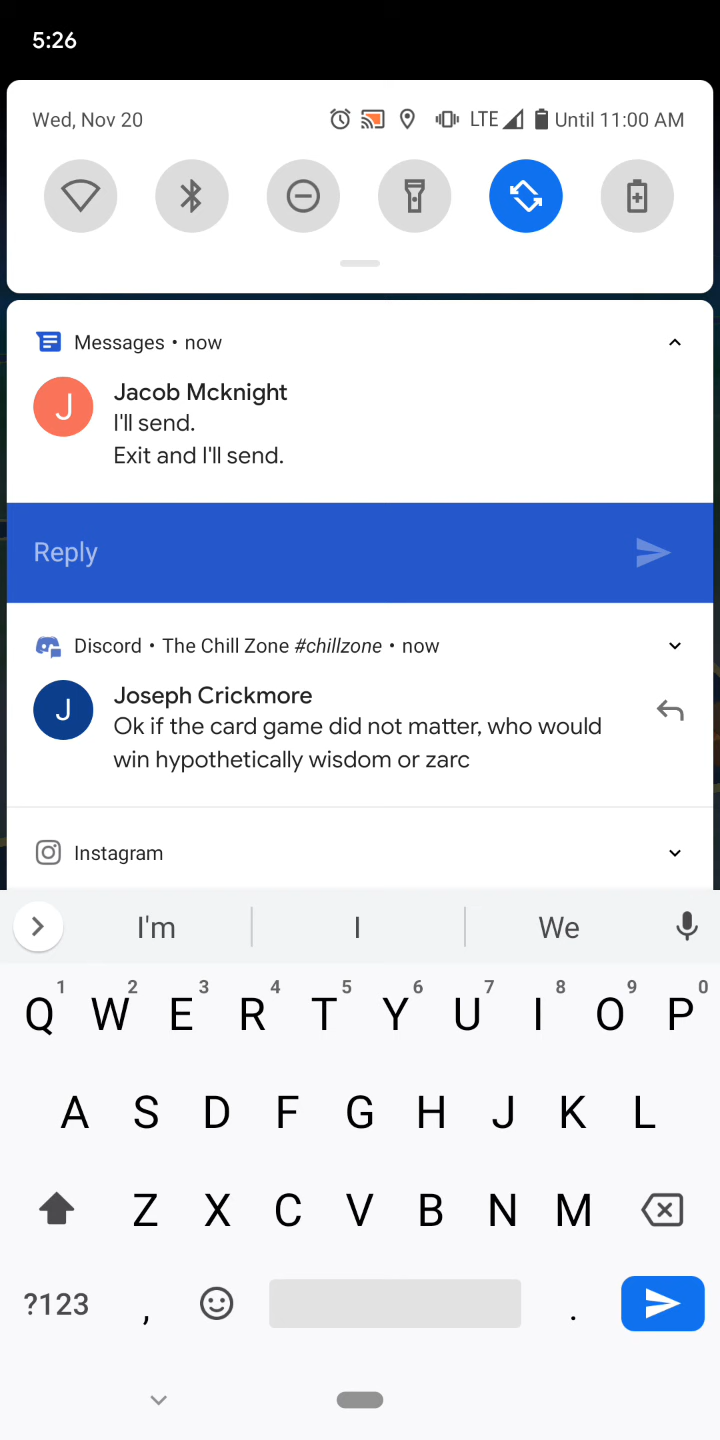 5:26
Wed, Nov 20
LTE
Until 11:00 AM
Messages • now
J
Jacob Mcknight
I'll send.
Exit and I'll send.
Reply
Discord • The Chill Zone #chillzone • now
J
Joseph Crickmore
Ok if the card game did not matter, who would
win hypothetically wisdom or zarc
Instagram
I'm I We
1 2 3 4 5 6 7 8 9 0
Q W E R T Y U I O P
A S D F G H J K L
Z X C V B N M
?123 , .